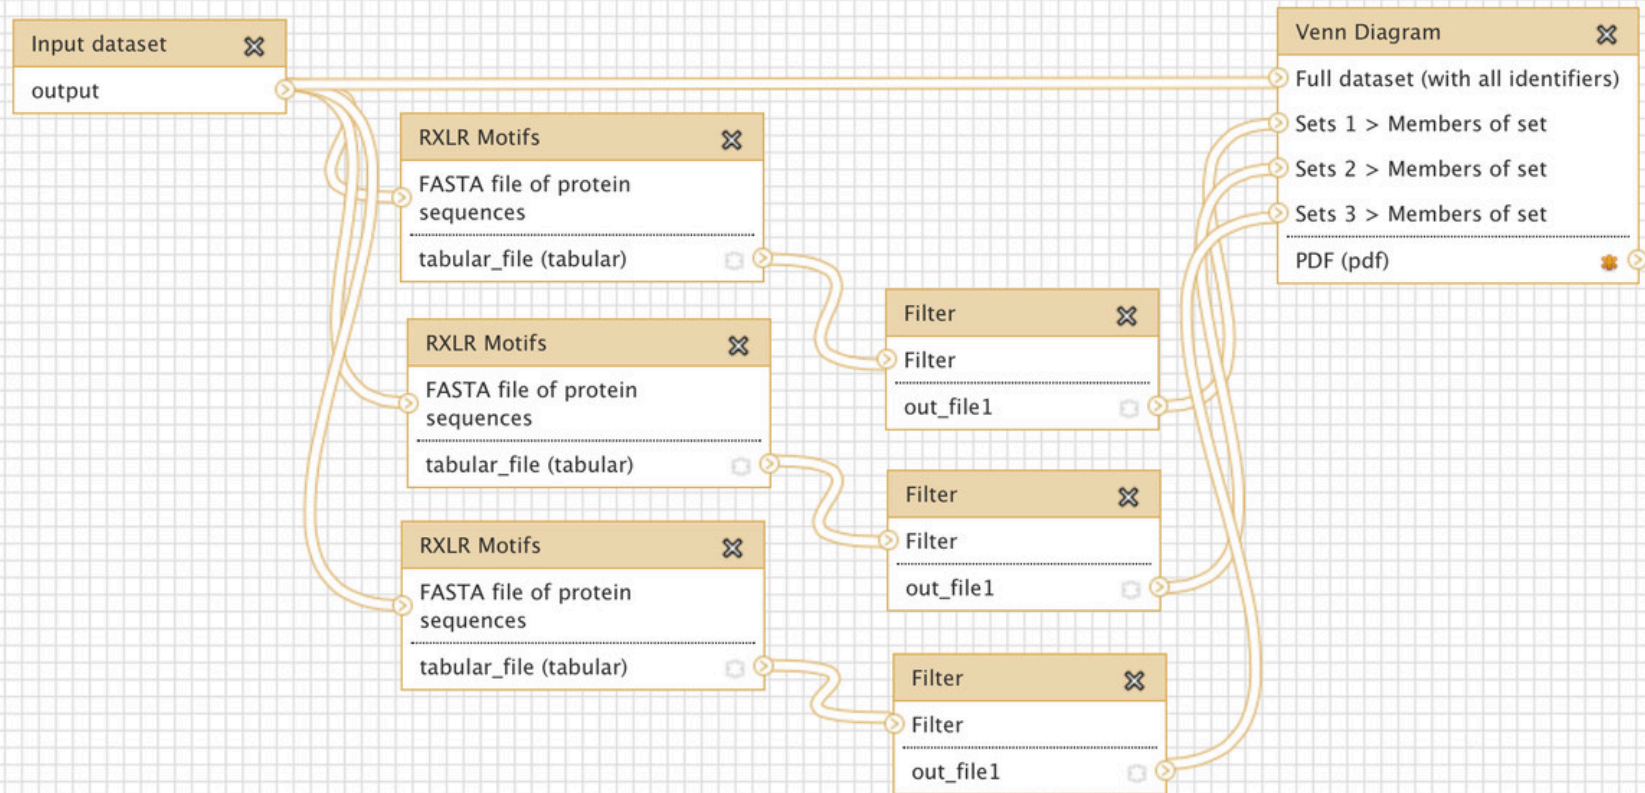 Input dataset
output
RXLR Motifs
FASTA file of protein
sequences
tabular_file (tabular)
RXLR Motifs
FASTA file of protein
sequences
tabular_file (tabular)
RXLR Motifs
FASTA file of protein
sequences
tabular_file (tabular)
Filter
Filter
out_file1
Filter
Filter
out_file1
Filter
Filter
out_file1
Venn Diagram
Full dataset (with all identifiers)
Sets 1 > Members of set
Sets 2 > Members of set
Sets 3 > Members of set
PDF (pdf)